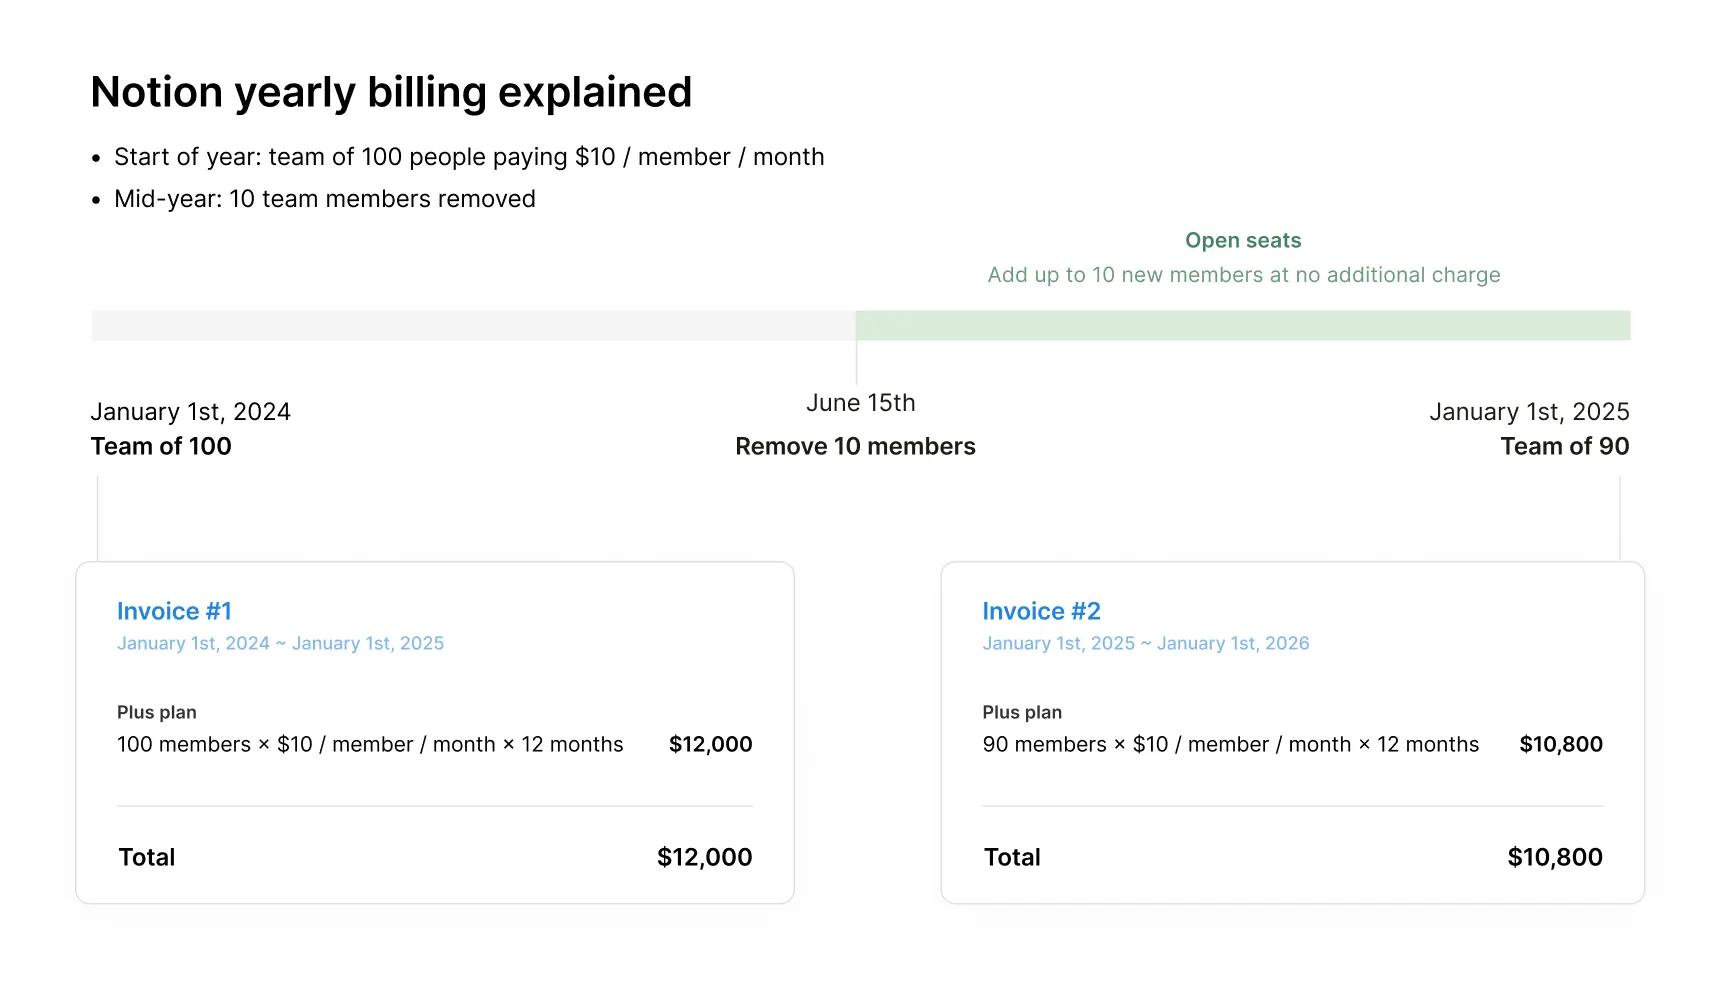 Notion yearly billing explained
• Start of year: team of 100 people paying $10 / member / month
• Mid-year: 10 team members removed
Open seats
Add up to 10 new members at no additional charge
January 1st, 2024
Team of 100
June 15th
Remove 10 members
January 1st, 2025
Team of 90
Invoice #1
January 1st, 2024 ~ January 1st, 2025
Plus plan
100 members × $10 / member / month × 12 months $12,000
Total $12,000
Invoice #2
January 1st, 2025 ~ January 1st, 2026
Plus plan
90 members × $10 / member / month × 12 months $10,800
Total $10,800